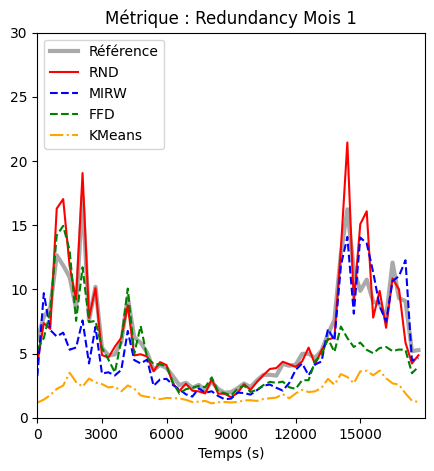 Métrique : Redundancy Mois 1
30
25
20
15
10
5
0
Référence
RND
MIRW
FFD
KMeans
0 3000 6000 9000 12000 15000
Temps (s)